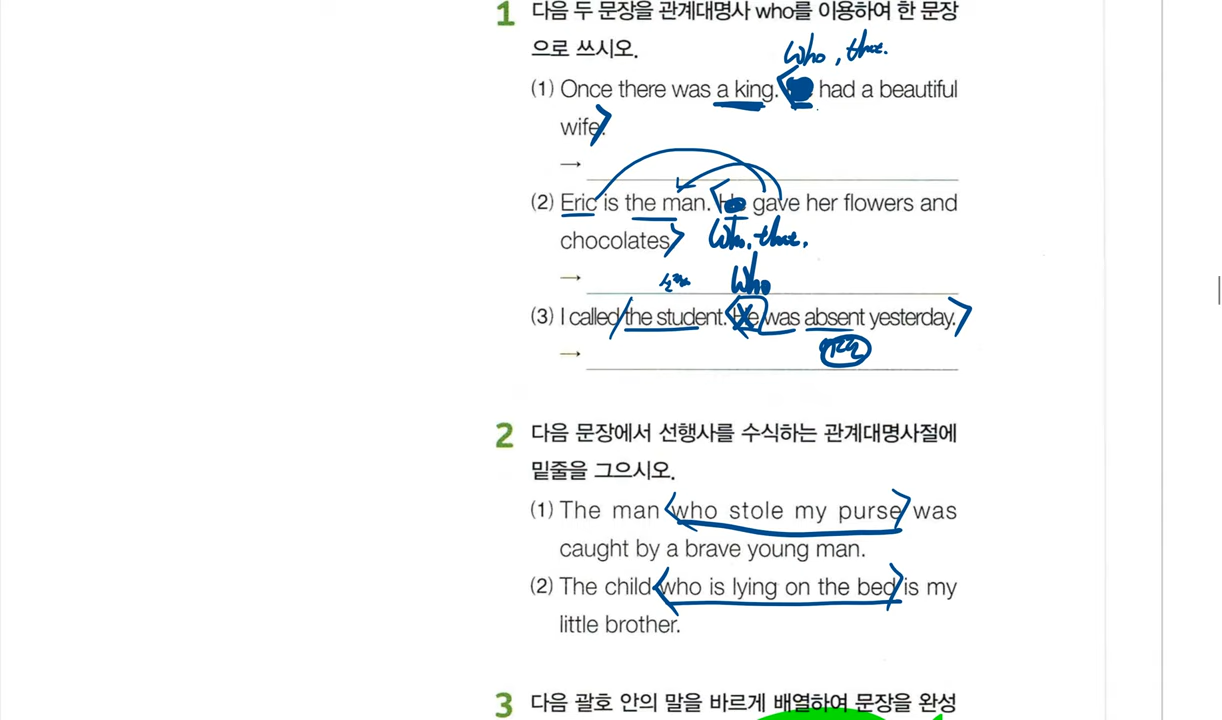 1 다음 두 문장을 관계대명사 who를 이용하여 한 문장
으로 쓰시오.
who, that.
(1) Once there was a king. had a beautiful
wife.
→
(2) Eric is the man. He gave her flowers and
chocolates.
who, that,
→
who
(3) I called the student. He was absent yesterday.
→
2 다음 문장에서 선행사를 수식하는 관계대명사절에
밑줄을 그으시오.
(1) The man who stole my purse was
caught by a brave young man.
(2) The child who is lying on the bed is my
little brother.
3 다음 괄호 안의 말을 바르게 배열하여 문장을 완성